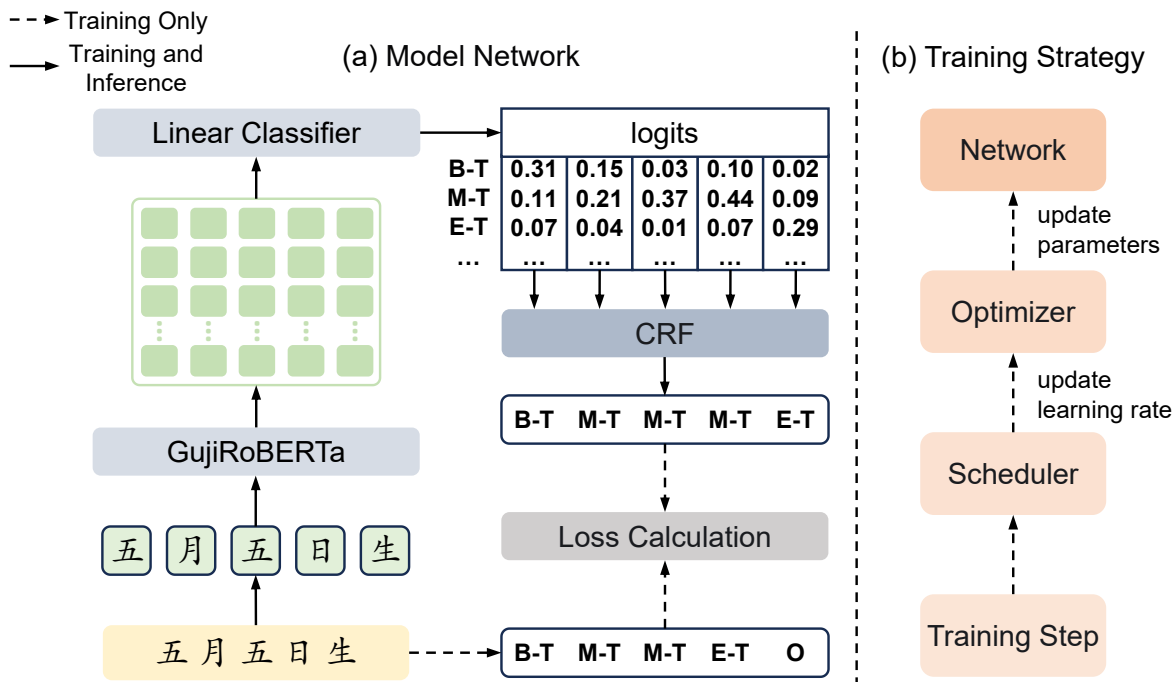 Training Only
Training and
Inference
(a) Model Network
(b) Training Strategy
Linear Classifier
logits
B-T 0.31 0.15 0.03 0.10 0.02
M-T 0.11 0.21 0.37 0.44 0.09
E-T 0.07 0.04 0.01 0.07 0.29
... ... ... ... ... ...
CRF
B-T M-T M-T M-T E-T
GujiRoBERTa
Loss Calculation
五 月 五 日 生
五月五日生
B-T M-T M-T E-T O
Network
update
parameters
Optimizer
update
learning rate
Scheduler
Training Step